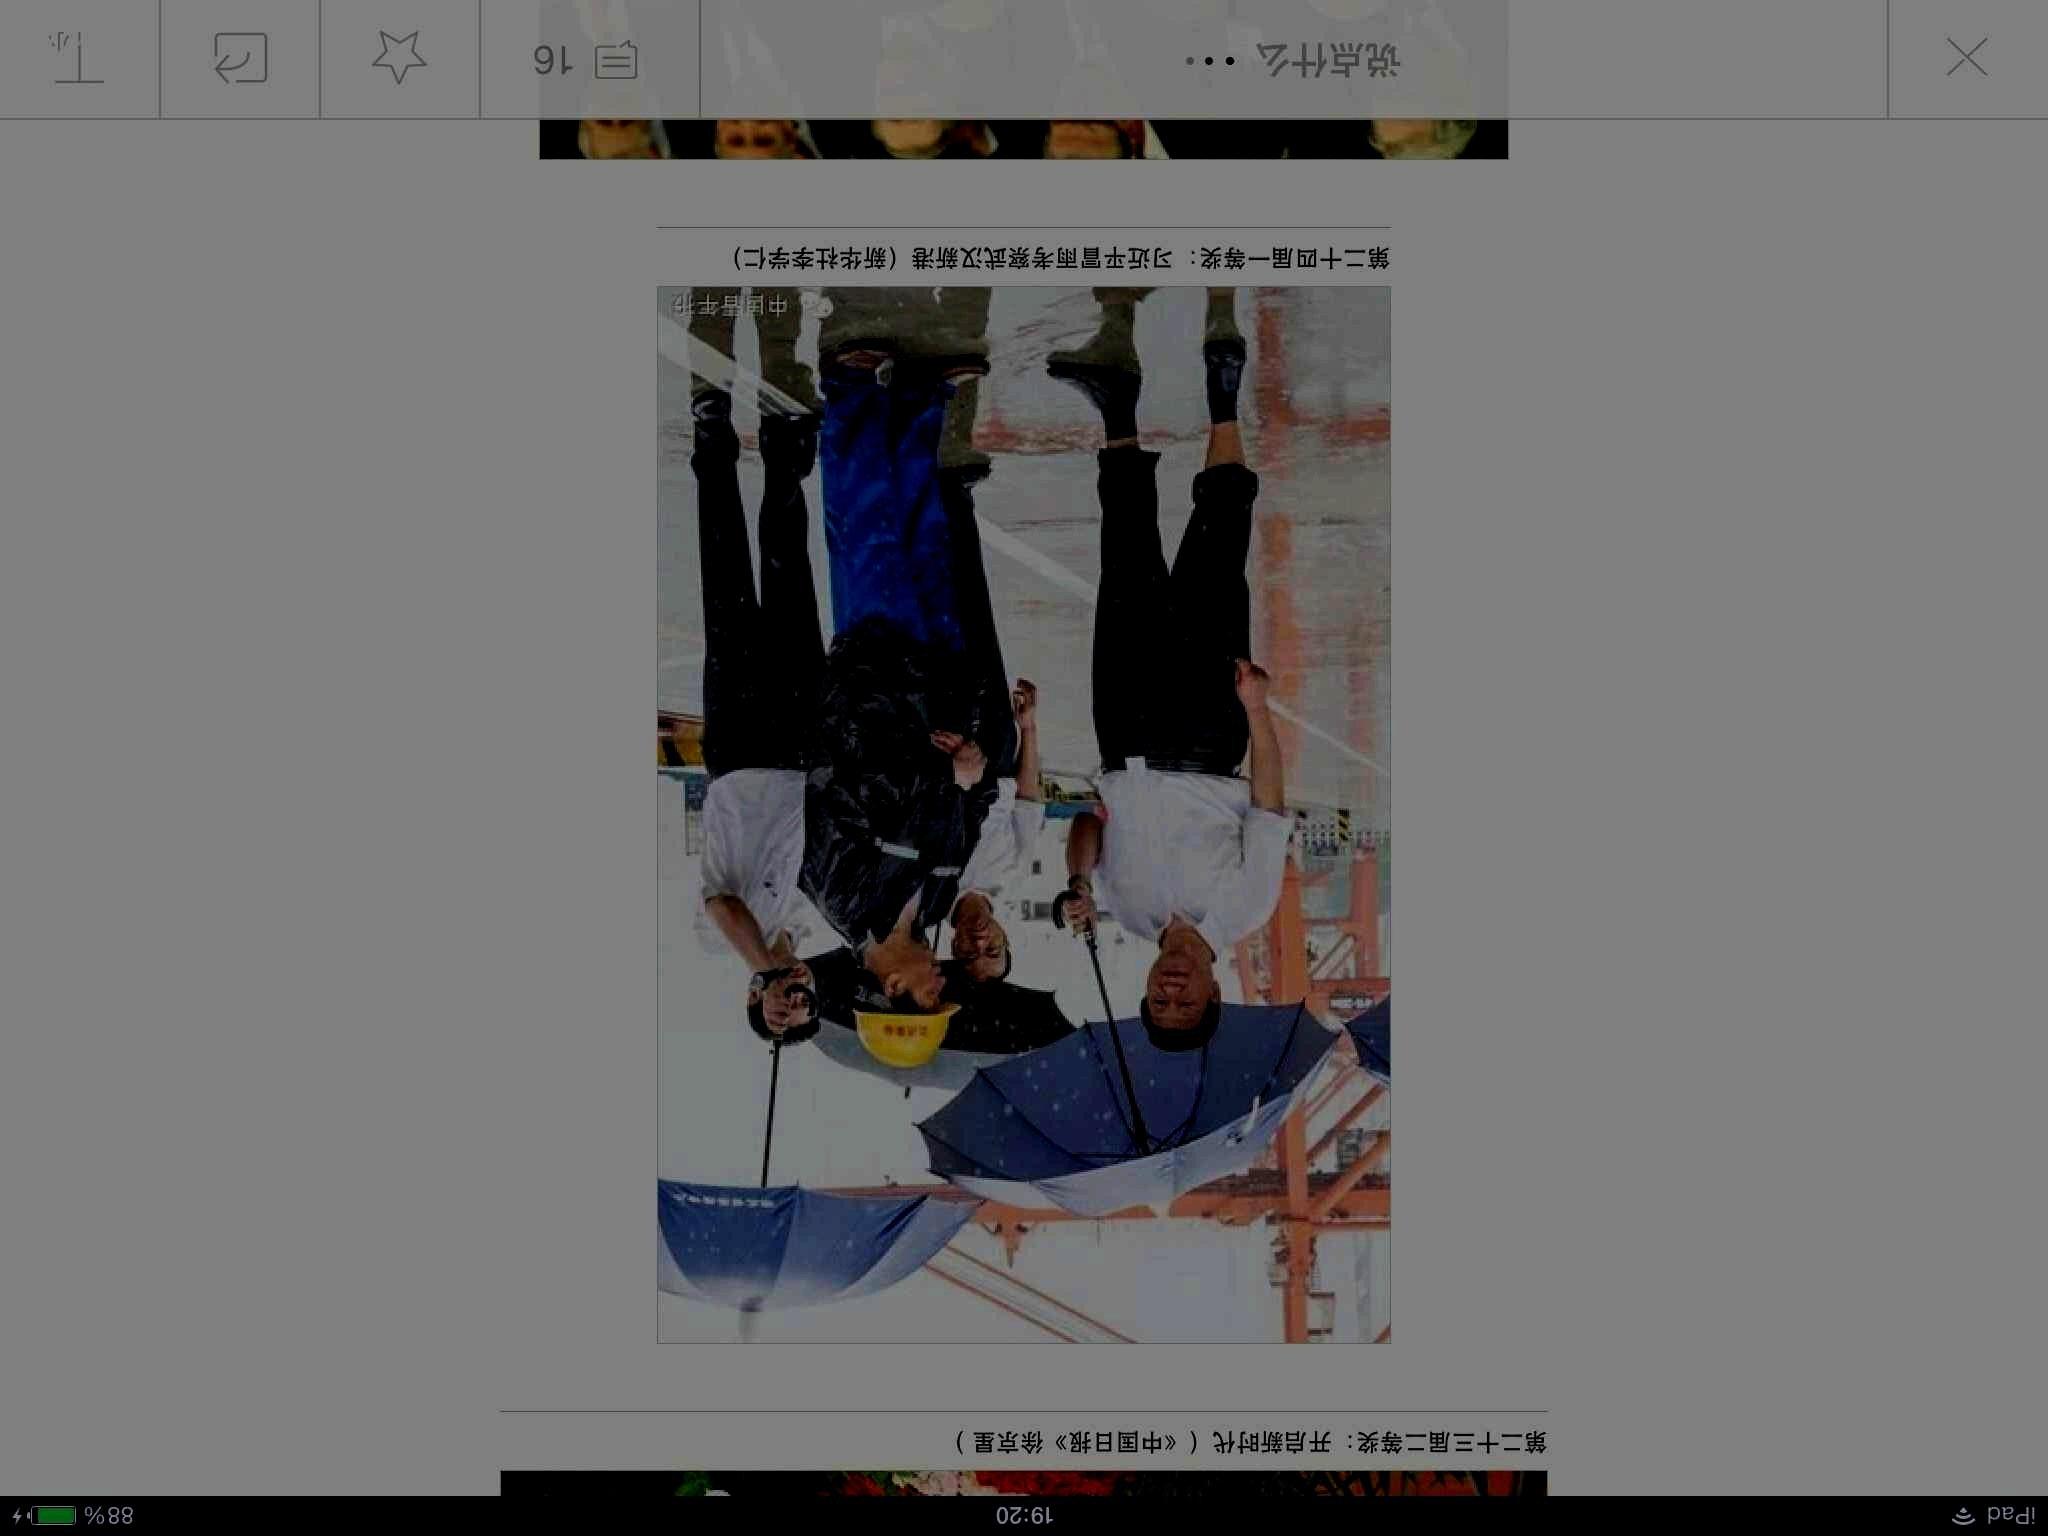 iPad 19:20 88%
第二十三届二等奖：开启新时代（《中国日报》徐京星 ）
中国青年报
第二十四届一等奖：习近平冒雨考察武汉新港（新华社李学仁）
说点什么 ••• 16 小